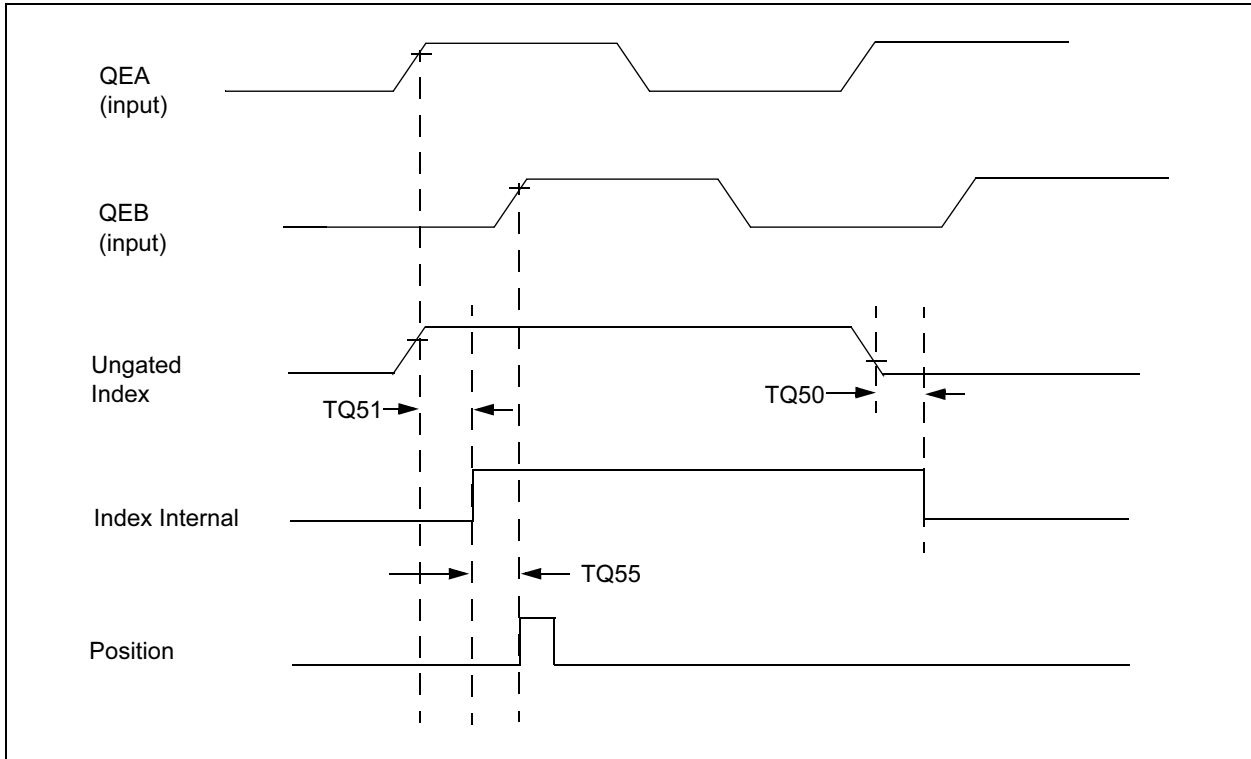 QEA
(input)
QEB
(input)
Ungated
Index
TQ51
TQ50
Index Internal
TQ55
Position